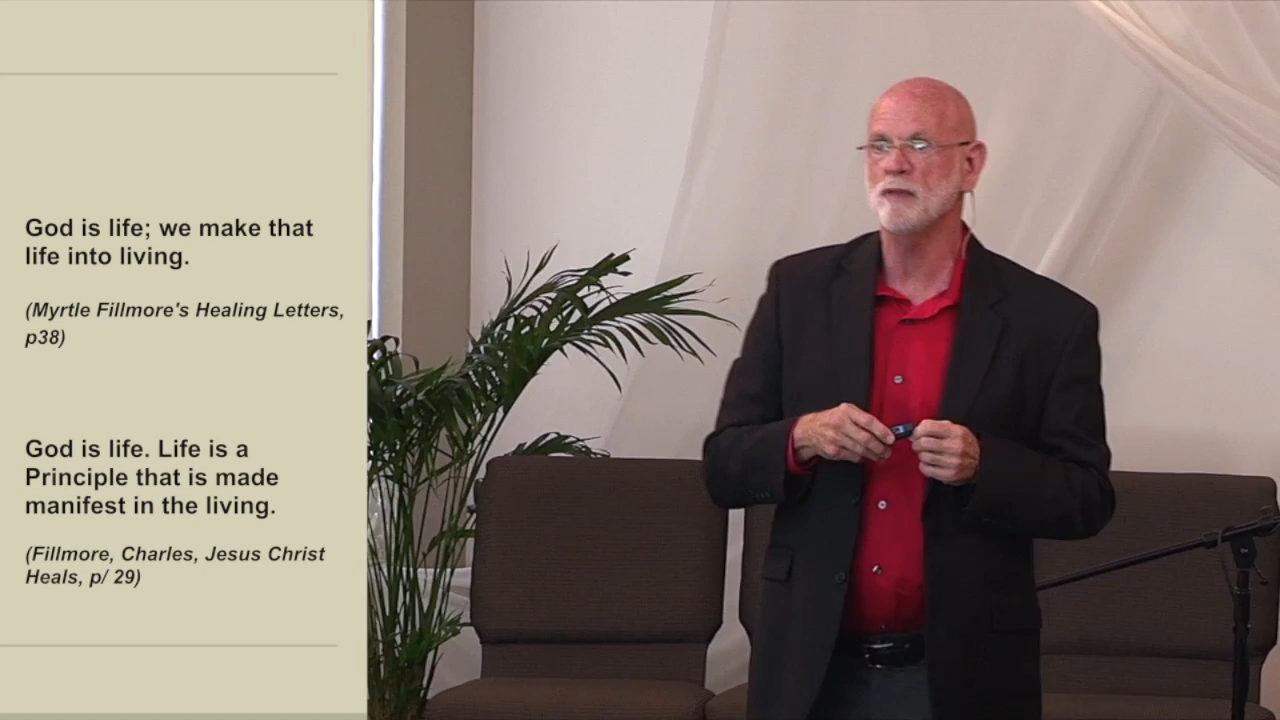 God is life; we make that
life into living.
(Myrtle Fillmore's Healing Letters,
p38)
God is life. Life is a
Principle that is made
manifest in the living.
(Fillmore, Charles, Jesus Christ
Heals, p/ 29)